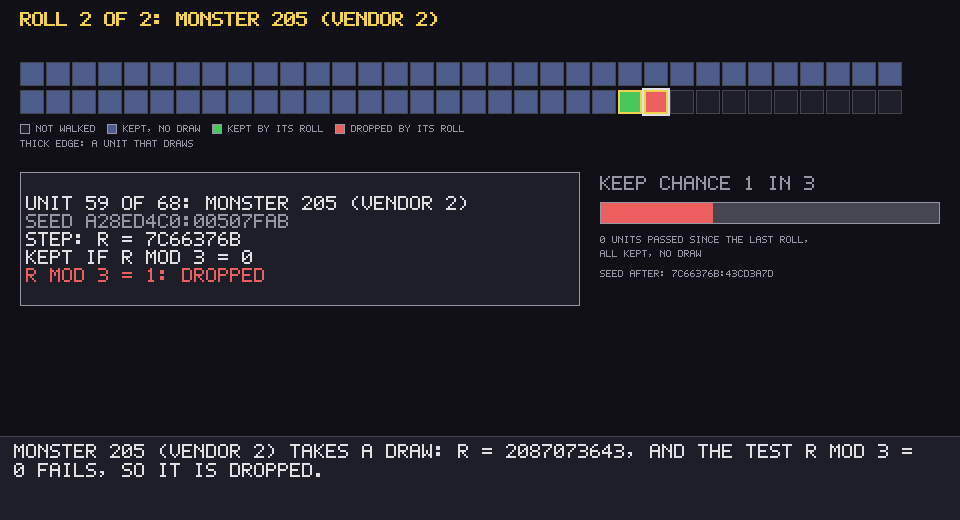 ROLL 2 OF 2: MONSTER 205 (VENDOR 2)
NOT WALKED KEPT, NO DRAW KEPT BY ITS ROLL DROPPED BY ITS ROLL
THICK EDGE: A UNIT THAT DRAWS
UNIT 59 OF 68: MONSTER 205 (VENDOR 2)
SEED A28ED4C0:00507FAB
STEP: R = 7C66376B
KEPT IF R MOD 3 = 0
R MOD 3 = 1: DROPPED
KEEP CHANCE 1 IN 3
0 UNITS PASSED SINCE THE LAST ROLL,
ALL KEPT, NO DRAW
SEED AFTER: 7C66376B:43CD3A7D
MONSTER 205 (VENDOR 2) TAKES A DRAW: R = 2087073643, AND THE TEST R MOD 3 =
0 FAILS, SO IT IS DROPPED.